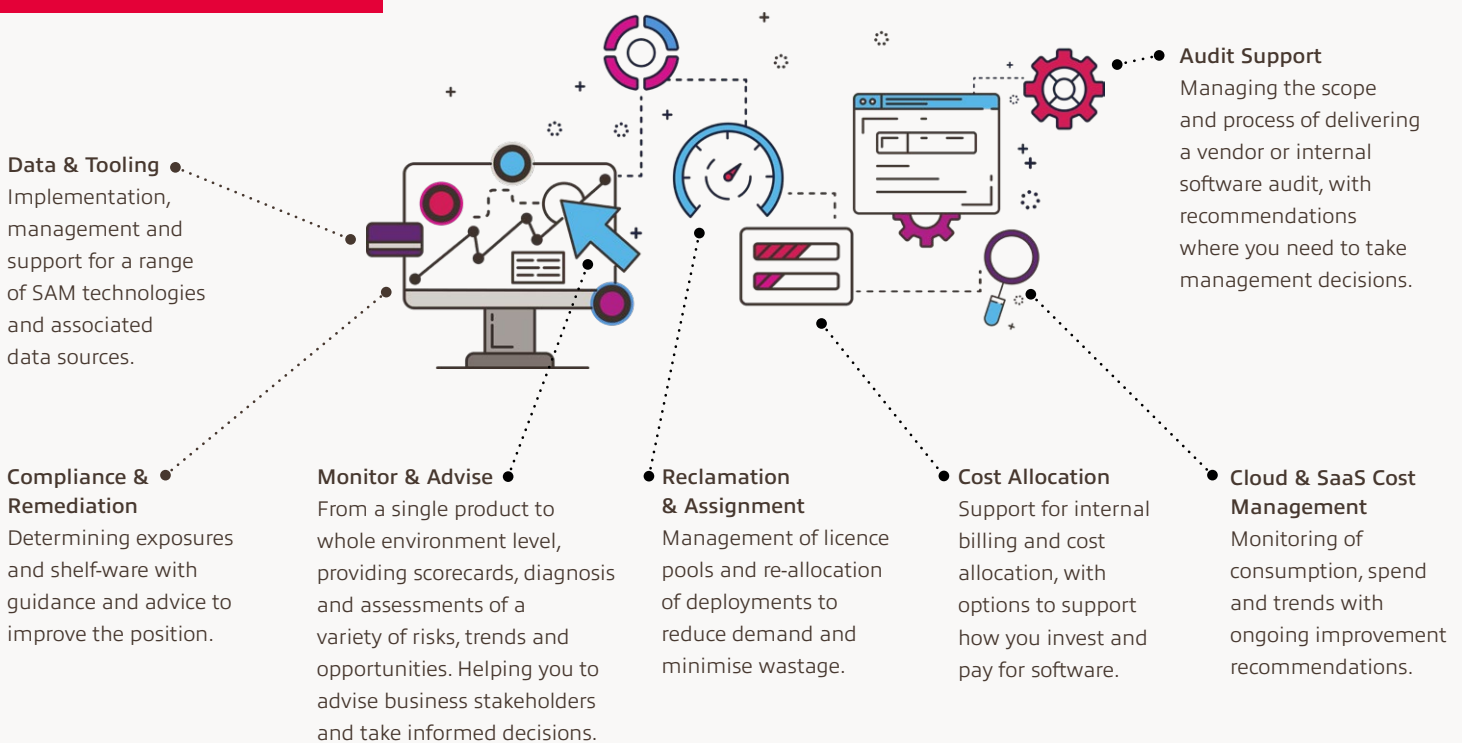 Data & Tooling
Implementation,
management and
support for a range
of SAM technologies
and associated
data sources.
Audit Support
Managing the scope
and process of delivering
a vendor or internal
software audit, with
recommendations
where you need to take
management decisions.
Compliance &
Remediation
Determining exposures
and shelf-ware with
guidance and advice to
improve the position.
Monitor & Advise
From a single product to
whole environment level,
providing scorecards, diagnosis
and assessments of a
variety of risks, trends and
opportunities. Helping you to
advise business stakeholders
and take informed decisions.
Reclamation
& Assignment
Management of licence
pools and re-allocation
of deployments to
reduce demand and
minimise wastage.
Cost Allocation
Support for internal
billing and cost
allocation, with
options to support
how you invest and
pay for software.
Cloud & SaaS Cost
Management
Monitoring of
consumption, spend
and trends with
ongoing improvement
recommendations.